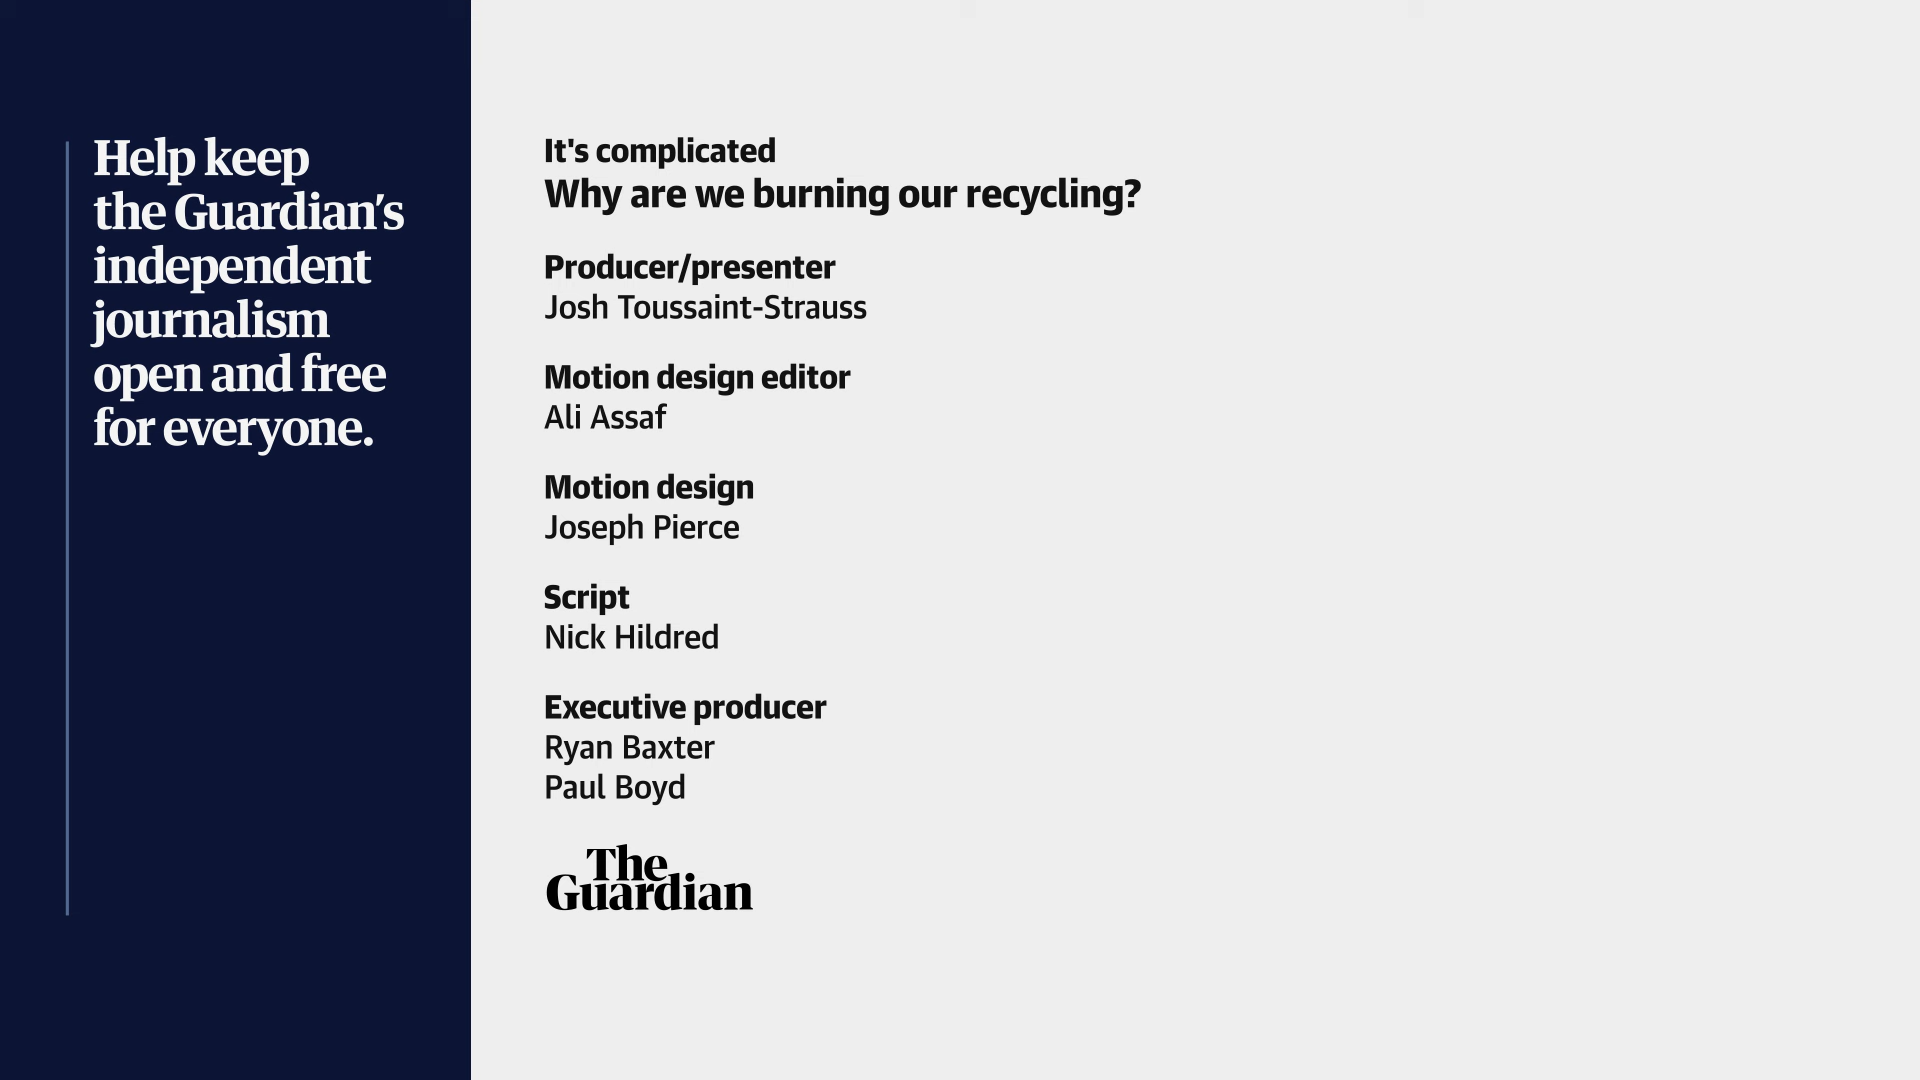 Help keep
the Guardian’s
independent
journalism
open and free
for everyone.
It's complicated
Why are we burning our recycling?
Producer/presenter
Josh Toussaint-Strauss
Motion design editor
Ali Assaf
Motion design
Joseph Pierce
Script
Nick Hildred
Executive producer
Ryan Baxter
Paul Boyd
The
Guardian